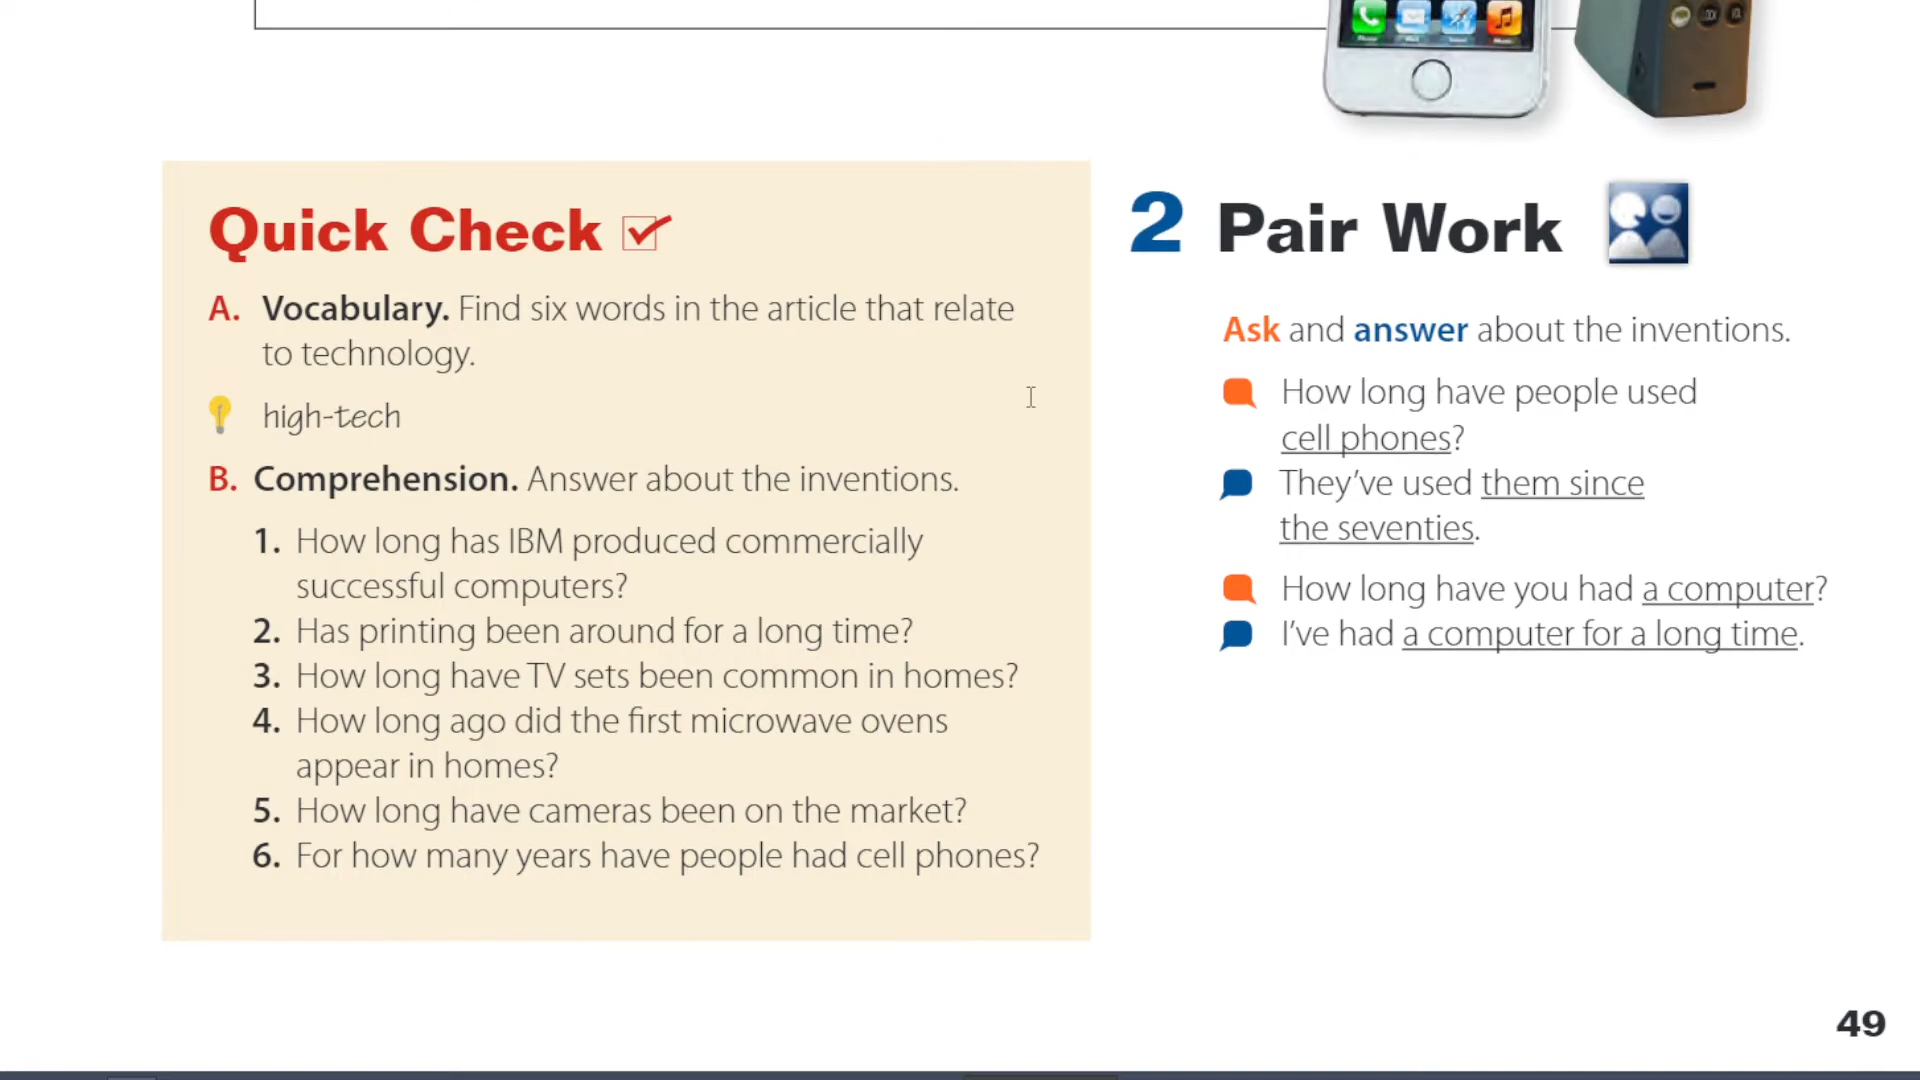 Quick Check
A. Vocabulary. Find six words in the article that relate
to technology.
high-tech
B. Comprehension. Answer about the inventions.
1. How long has IBM produced commercially
successful computers?
2. Has printing been around for a long time?
3. How long have TV sets been common in homes?
4. How long ago did the first microwave ovens
appear in homes?
5. How long have cameras been on the market?
6. For how many years have people had cell phones?
2 Pair Work
Ask and answer about the inventions.
How long have people used
cell phones?
They've used them since
the seventies.
How long have you had a computer?
I've had a computer for a long time.
49